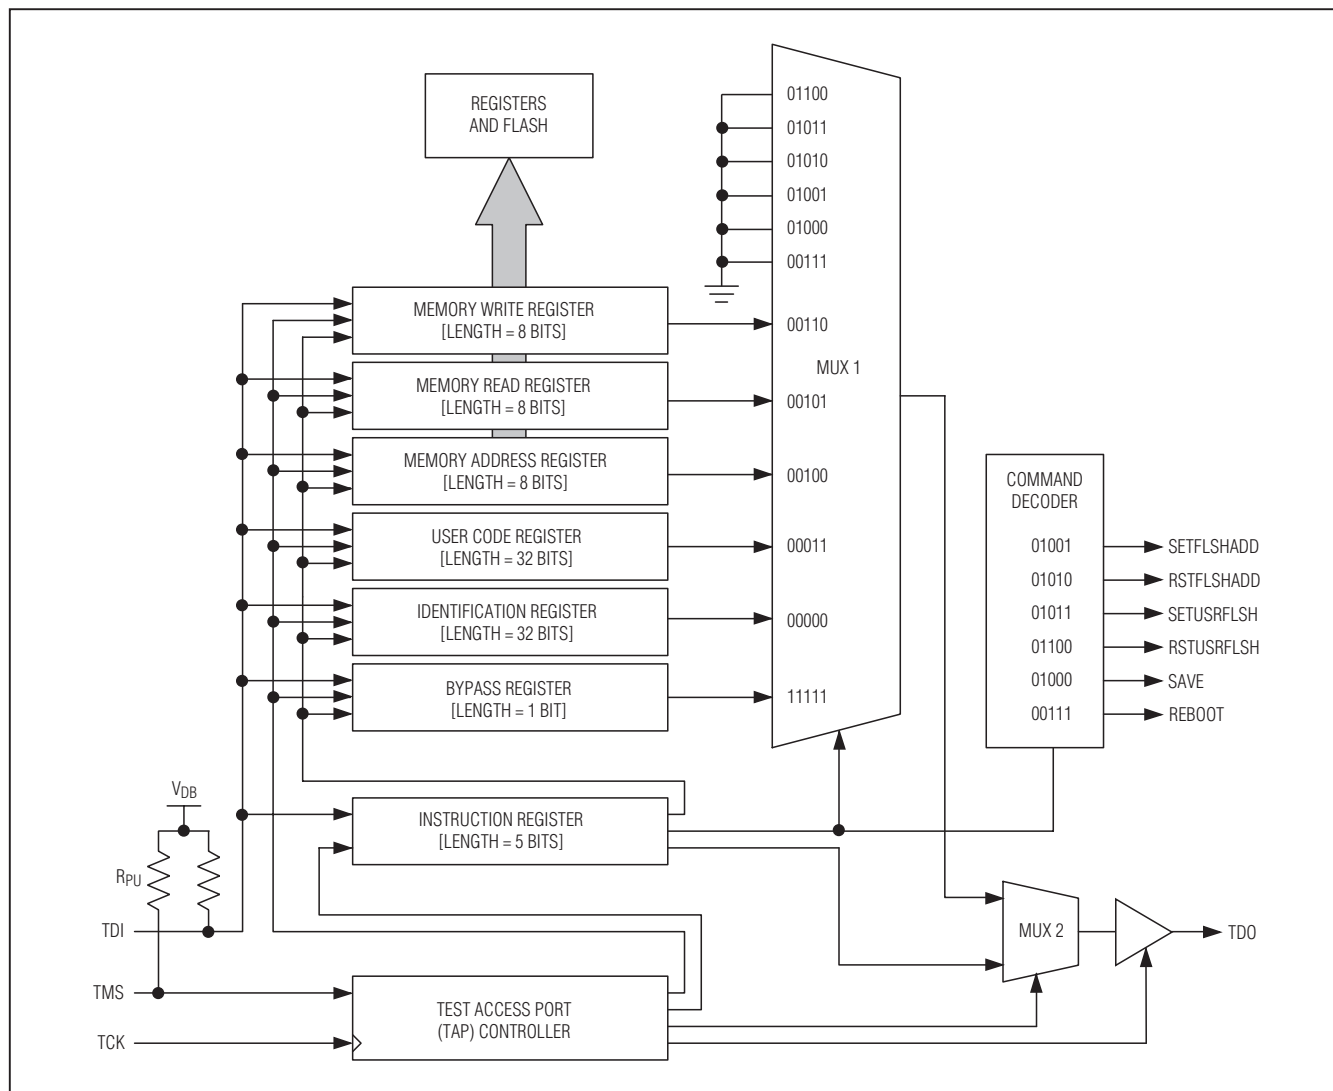 REGISTERS
AND FLASH
01100
01011
01010
01001
01000
00111
MEMORY WRITE REGISTER
[LENGTH = 8 BITS]
00110
MUX 1
MEMORY READ REGISTER
[LENGTH = 8 BITS]
00101
MEMORY ADDRESS REGISTER
[LENGTH = 8 BITS]
00100
USER CODE REGISTER
[LENGTH = 32 BITS]
00011
IDENTIFICATION REGISTER
[LENGTH = 32 BITS]
00000
BYPASS REGISTER
[LENGTH = 1 BIT]
11111
COMMAND
DECODER
01001 SETFLSHADD
01010 RSTFLSHADD
01011 SETUSRFLSH
01100 RSTUSRFLSH
01000 SAVE
00111 REBOOT
INSTRUCTION REGISTER
[LENGTH = 5 BITS]
VDB
RPU
TDI
TMS
TCK
TEST ACCESS PORT
(TAP) CONTROLLER
MUX 2
TDO